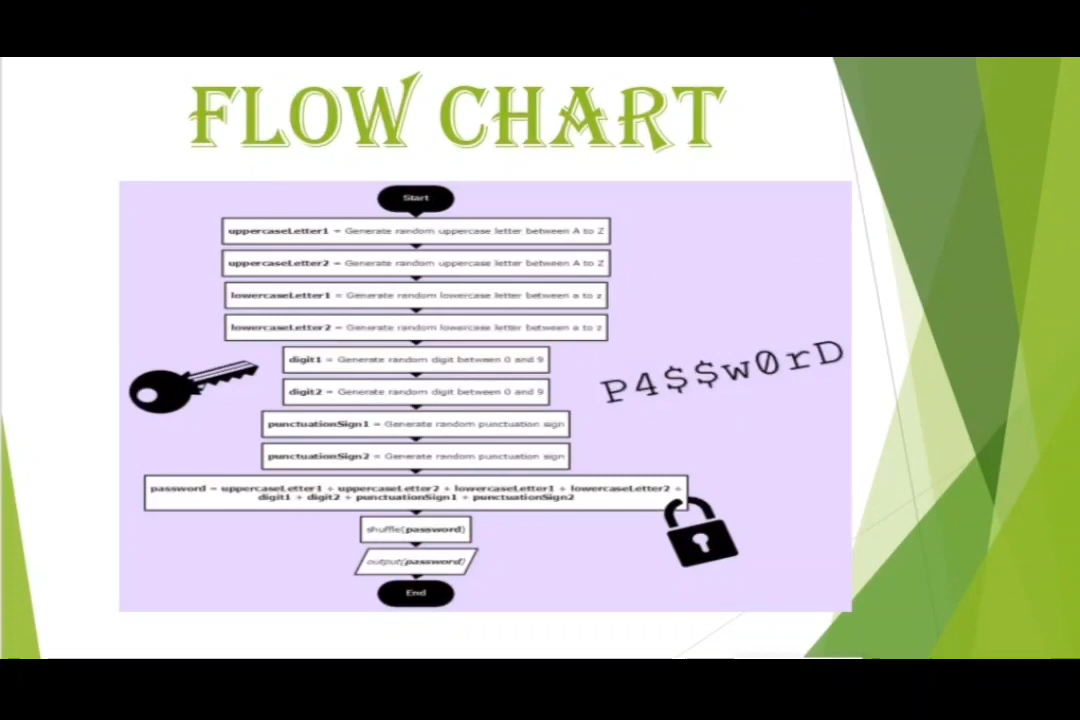 FLOW CHART
Start
uppercaseLetter1 = Generate random uppercase letter between A to Z
uppercaseLetter2 = Generate random uppercase letter between A to Z
lowercaseLetter1 = Generate random lowercase letter between a to z
lowercaseLetter2 = Generate random lowercase letter between a to z
digit1 = Generate random digit between 0 and 9
digit2 = Generate random digit between 0 and 9
P4$$w0rD
punctuationSign1 = Generate random punctuation sign
punctuationSign2 = Generate random punctuation sign
password = uppercaseLetter1 + uppercaseLetter2 + lowercaseLetter1 + lowercaseLetter2 +
digit1 + digit2 + punctuationSign1 + punctuationSign2
shuffle(password)
output(password)
End